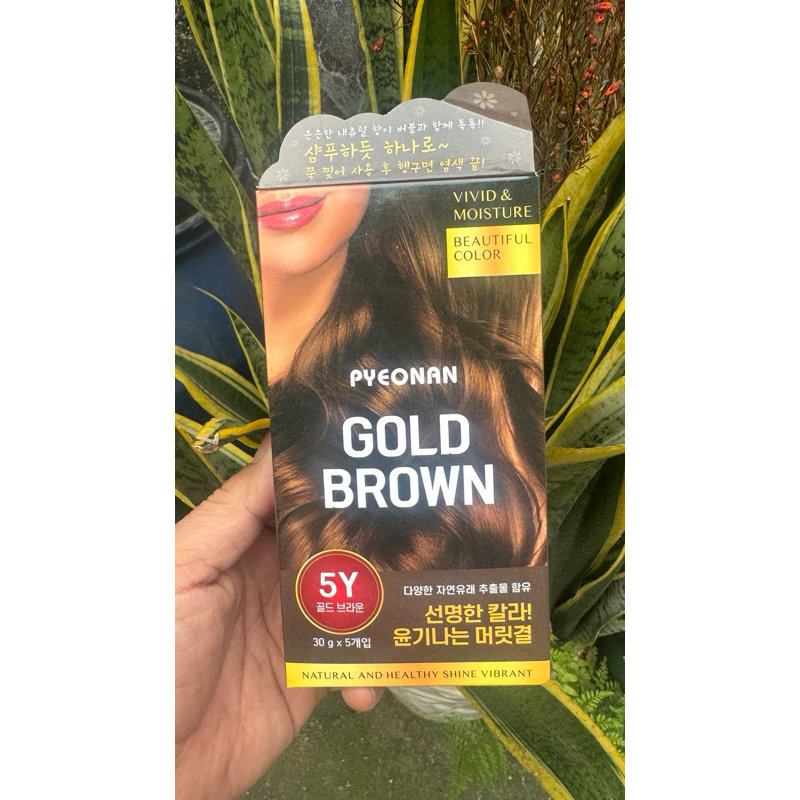 은은한 내츄럴 향이 버블과 함께 톡톡!!
샴푸하듯 하나로~
쭉 찢어 사용 후 헹구면 염색 끝!
VIVID &
MOISTURE
BEAUTIFUL
COLOR
PYEONAN
GOLD
BROWN
5Y
골드 브라운
30 g x 5개입
다양한 자연유래 추출물 함유
선명한 칼라!
윤기나는 머릿결
NATURAL AND HEALTHY SHINE VIBRANT